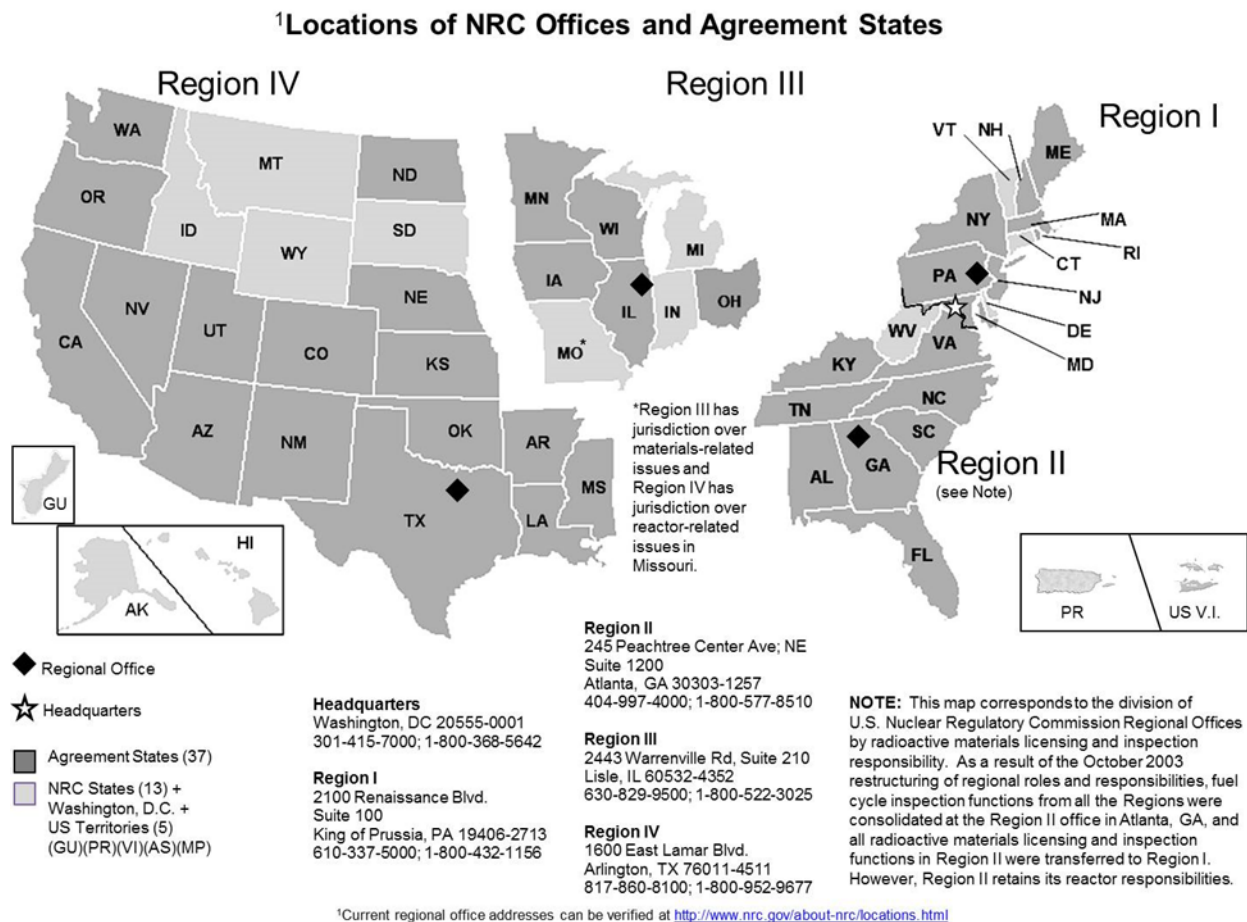 ¹Locations of NRC Offices and Agreement States
Region IV
Region III
Region I
WA
MT
ND
OR
ID
SD
WY
NV
NE
UT
CA
CO
KS
AZ
NM
OK
AR
TX
LA
MS
GU
HI
AK
MN
WI
MI
IA
IL
IN
OH
MO*
*Region III has
jurisdiction over
materials-related
issues and
Region IV has
jurisdiction over
reactor-related
issues in
Missouri.
VT
NH
ME
NY
MA
RI
CT
PA
NJ
DE
MD
WV
VA
KY
NC
TN
SC
AL
GA
FL
Region II
(see Note)
PR
US V.I.
Regional Office
Headquarters
Agreement States (37)
NRC States (13) +
Washington, D.C. +
US Territories (5)
(GU)(PR)(VI)(AS)(MP)
Headquarters
Washington, DC 20555-0001
301-415-7000; 1-800-368-5642
Region I
2100 Renaissance Blvd.
Suite 100
King of Prussia, PA 19406-2713
610-337-5000; 1-800-432-1156
Region II
245 Peachtree Center Ave; NE
Suite 1200
Atlanta, GA 30303-1257
404-997-4000; 1-800-577-8510
Region III
2443 Warrenville Rd, Suite 210
Lisle, IL 60532-4352
630-829-9500; 1-800-522-3025
Region IV
1600 East Lamar Blvd.
Arlington, TX 76011-4511
817-860-8100; 1-800-952-9677
NOTE: This map corresponds to the division of
U.S. Nuclear Regulatory Commission Regional Offices
by radioactive materials licensing and inspection
responsibility. As a result of the October 2003
restructuring of regional roles and responsibilities, fuel
cycle inspection functions from all the Regions were
consolidated at the Region II office in Atlanta, GA, and
all radioactive materials licensing and inspection
functions in Region II were transferred to Region I.
However, Region II retains its reactor responsibilities.
¹Current regional office addresses can be verified at http://www.nrc.gov/about-nrc/locations.html